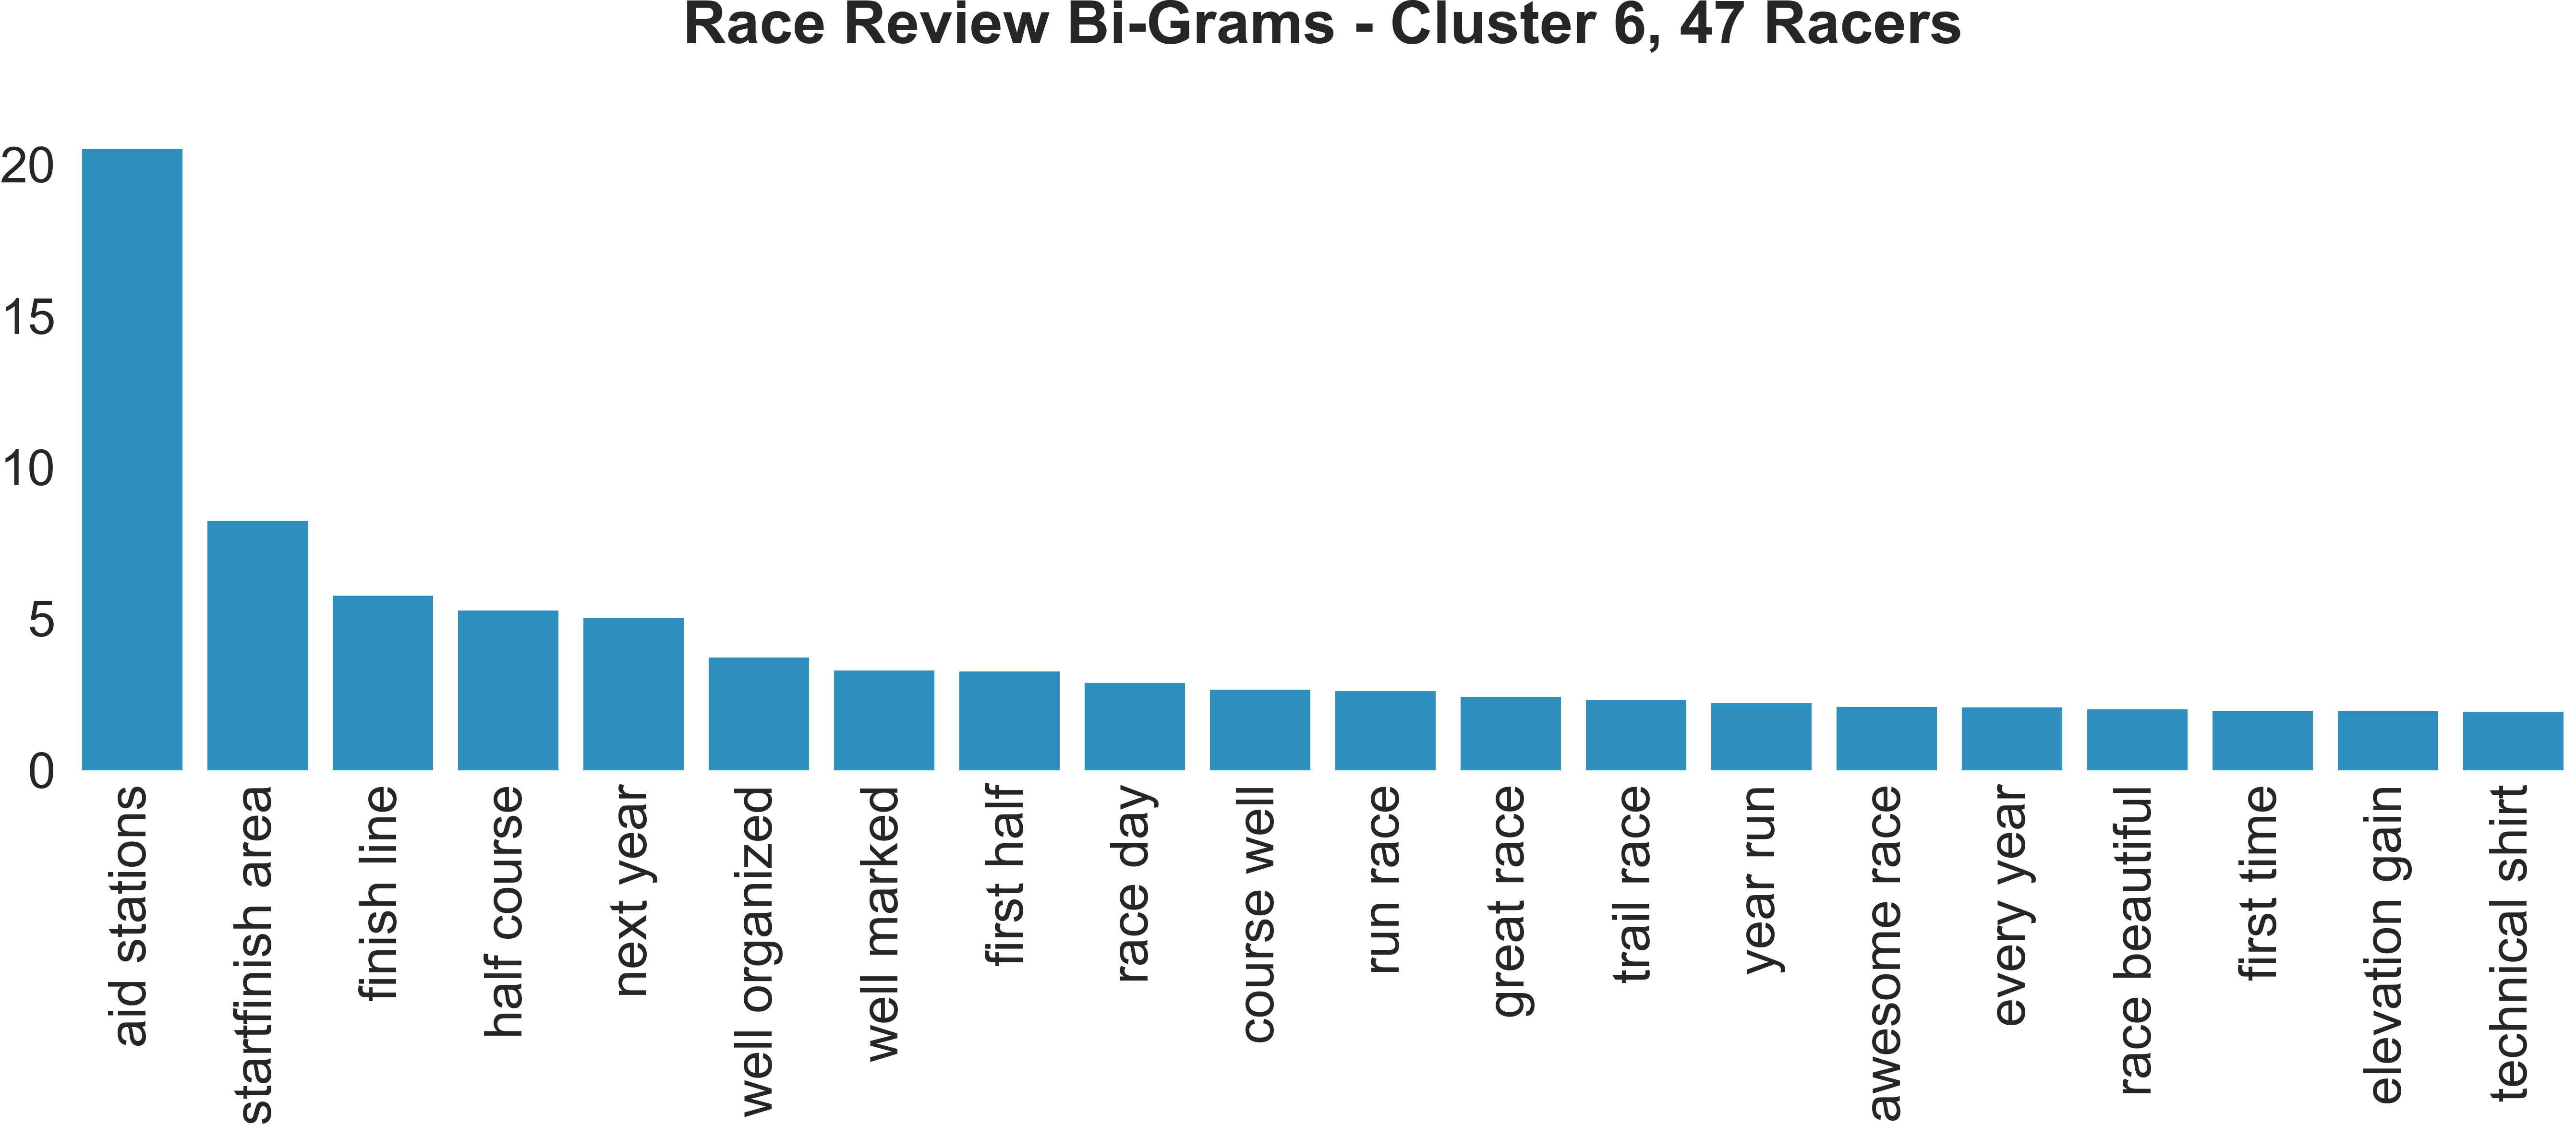 Race Review Bi-Grams - Cluster 6, 47 Racers
20
15
10
5
0
aid stations
startfinish area
finish line
half course
next year
well organized
well marked
first half
race day
course well
run race
great race
trail race
year run
awesome race
every year
race beautiful
first time
elevation gain
technical shirt